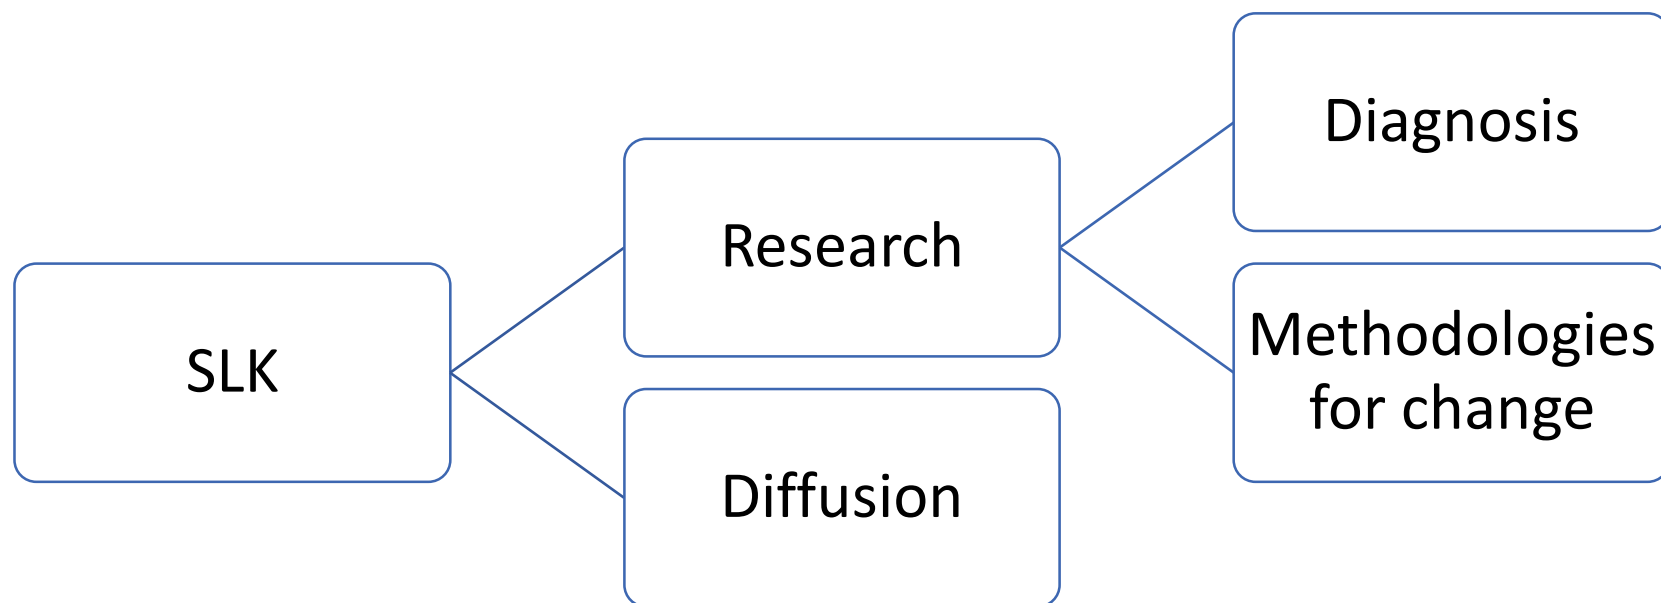 SLK
Research
Diffusion
Diagnosis
Methodologies
for change